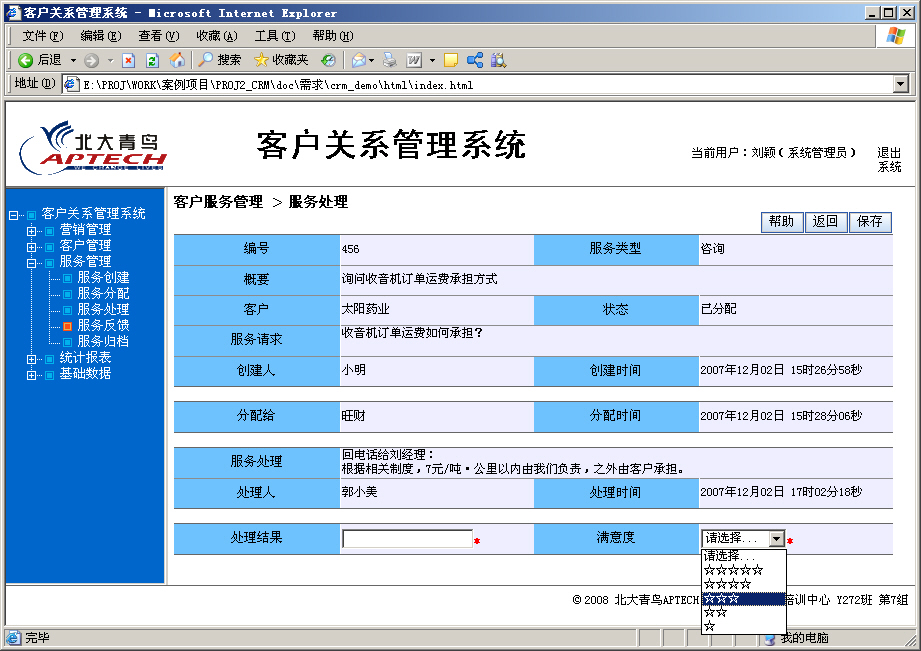 客户关系管理系统 - Microsoft Internet Explorer
文件(F) 编辑(E) 查看(V) 收藏(A) 工具(T) 帮助(H)
后退 搜索 收藏夹
地址(D) E:\PROJ\WORK\案例项目\PROJ2_CRM\doc\需求\crm_demo\html\index.html
北大青鸟
APTECH
WE CHANGE LIVES
客户关系管理系统
当前用户：刘颖(系统管理员)
退出系统
客户关系管理系统
营销管理
客户管理
服务管理
服务创建
服务分配
服务处理
服务反馈
服务归档
统计报表
基础数据
客户服务管理 > 服务处理
帮助 返回 保存
编号 456 服务类型 咨询
概要 询问收音机订单运费承担方式
客户 太阳药业 状态 已分配
服务请求 收音机订单运费如何承担？
创建人 小明 创建时间 2007年12月02日 15时26分58秒
分配给 旺财 分配时间 2007年12月02日 15时28分06秒
服务处理 回电话给刘经理：
根据相关制度，7元/吨·公里以内由我们负责，之外由客户承担。
处理人 郭小美 处理时间 2007年12月02日 17时02分18秒
处理结果 * 满意度 请选择... *
请选择...
☆☆☆☆☆
☆☆☆☆
☆☆☆
☆☆
☆
©2008 北大青鸟APTECH 培训中心 Y272班 第7组
完毕 我的电脑